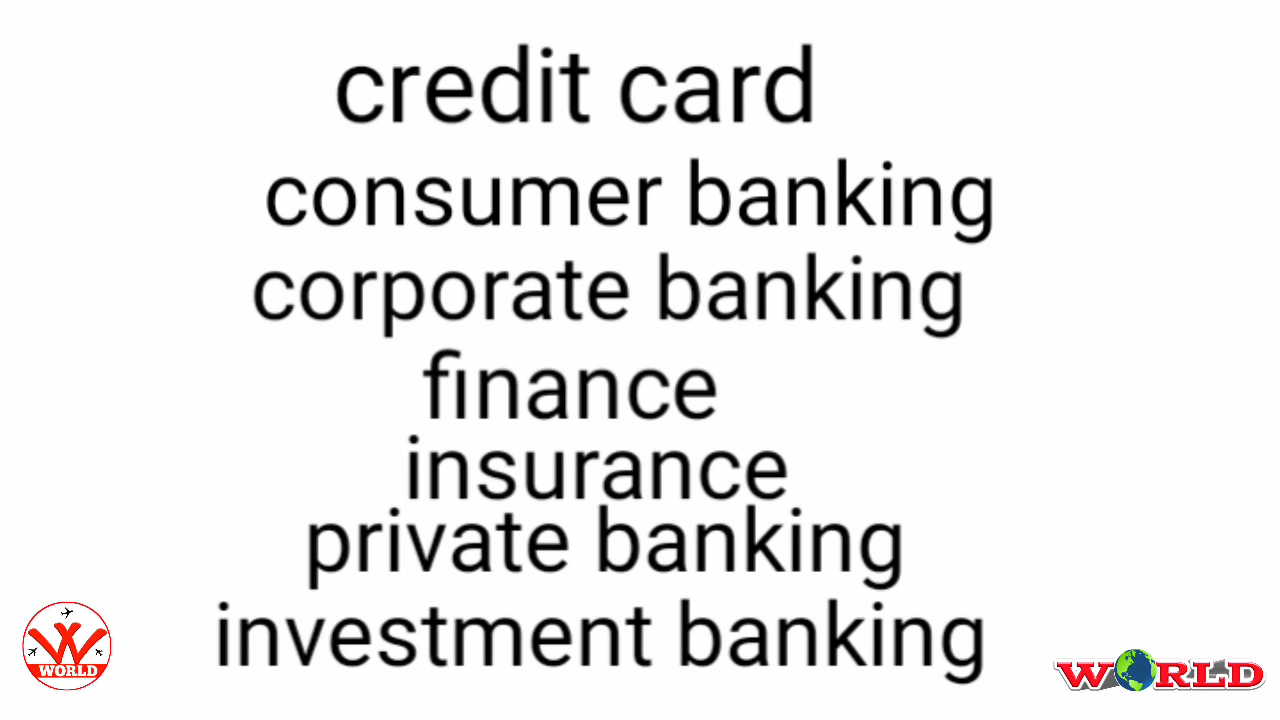 credit card
consumer banking
corporate banking
finance
insurance
private banking
investment banking
WORLD
WORLD